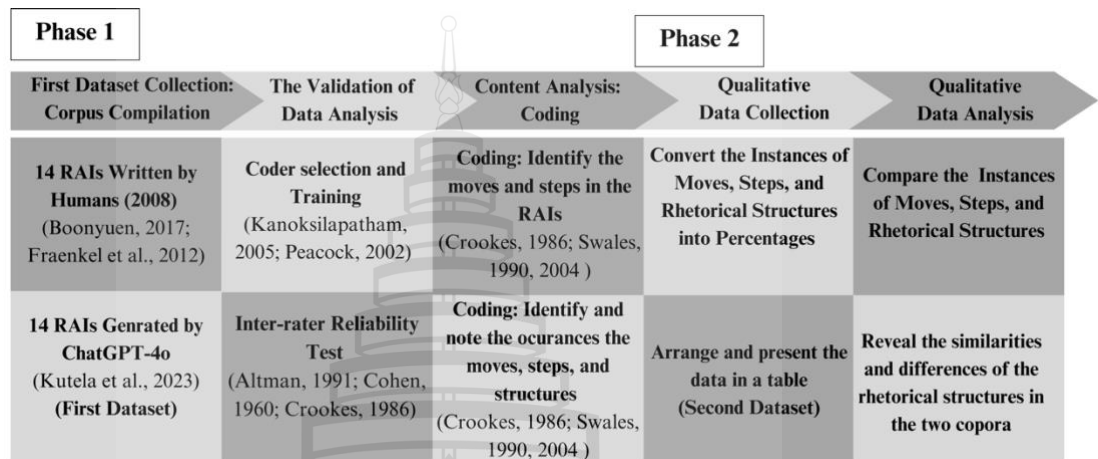 Phase 1
Phase 2
First Dataset Collection:
Corpus Compilation
The Validation of
Data Analysis
Content Analysis:
Coding
Qualitative
Data Collection
Qualitative
Data Analysis
14 RAIs Written by
Humans (2008)
(Boonyuen, 2017;
Fraenkel et al., 2012)
Coder selection and
Training
(Kanoksilapatham,
2005; Peacock, 2002)
Coding: Identify the
moves and steps in the
RAIs
(Crookes, 1986; Swales,
1990, 2004 )
Convert the Instances of
Moves, Steps, and
Rhetorical Structures
into Percentages
Compare the Instances
of Moves, Steps, and
Rhetorical Structures
14 RAIs Genrated by
ChatGPT-4o
(Kutela et al., 2023)
(First Dataset)
Inter-rater Reliability
Test
(Altman, 1991; Cohen,
1960; Crookes, 1986)
Coding: Identify and
note the ocurances the
moves, steps, and
structures
(Crookes, 1986; Swales,
1990, 2004 )
Arrange and present the
data in a table
(Second Dataset)
Reveal the similarities
and differences of the
rhetorical structures in
the two copora